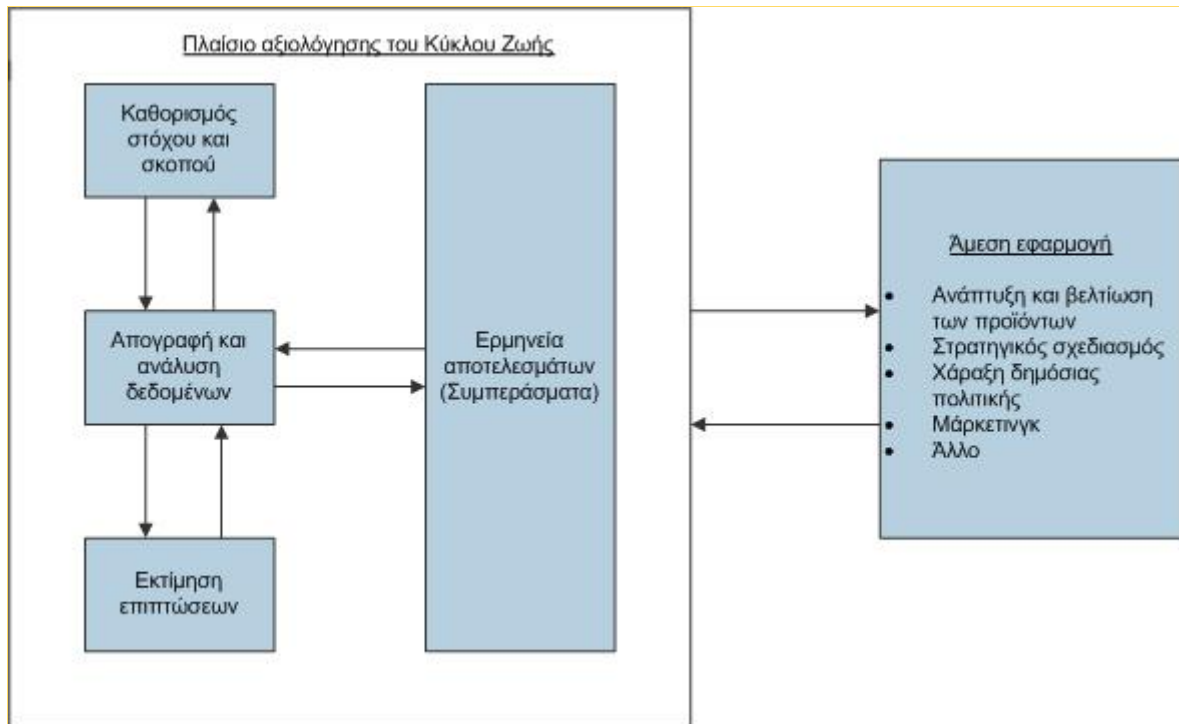 Πλαίσιο αξιολόγησης του Κύκλου Ζωής
Καθορισμός
στόχου και
σκοπού
Απογραφή και
ανάλυση
δεδομένων
Εκτίμηση
επιπτώσεων
Ερμηνεία
αποτελεσμάτων
(Συμπεράσματα)
Άμεση εφαρμογή
• Ανάπτυξη και βελτίωση
των προϊόντων
• Στρατηγικός σχεδιασμός
• Χάραξη δημόσιας
πολιτικής
• Μάρκετινγκ
• Άλλο